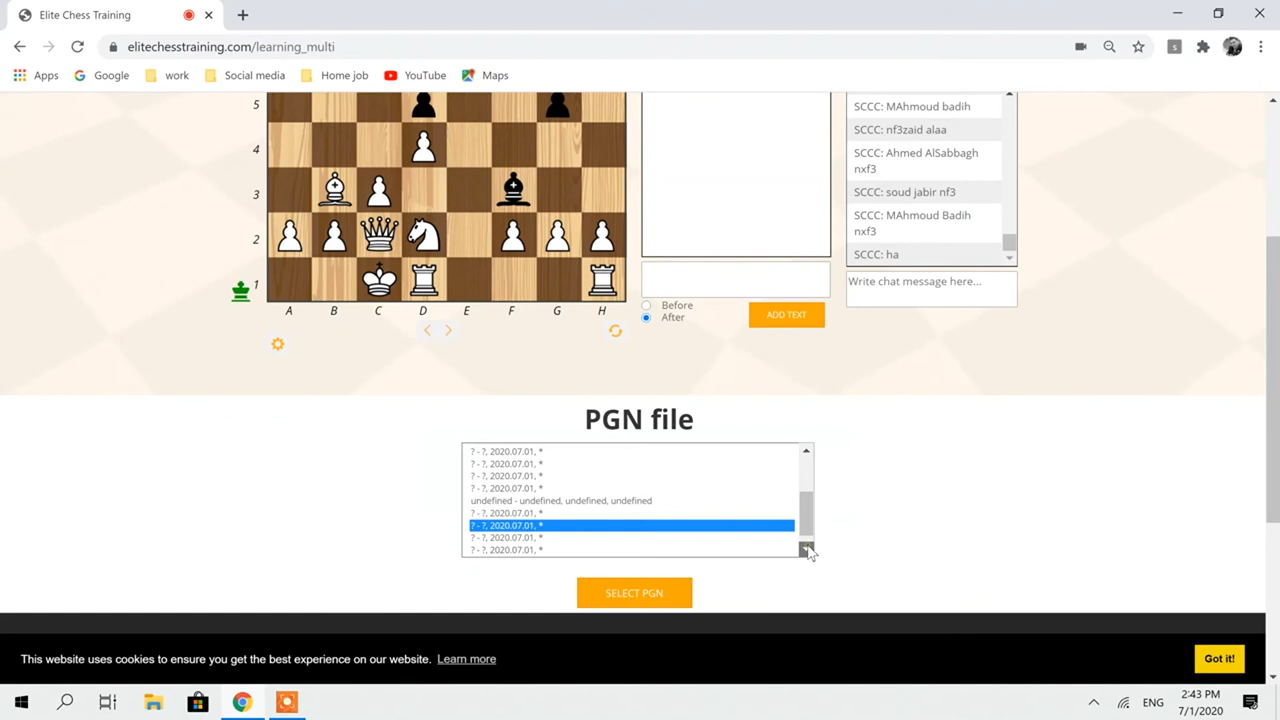 Elite Chess Training
elitechesstraining.com/learning_multi
Apps
Google
work
Social media
Home job
YouTube
Maps
5
4
3
2
1
A B C D E F G H
Before
After
ADD TEXT
SCCC: MAhmoud badih
SCCC: nf3zaid alaa
SCCC: Ahmed AlSabbagh
nxf3
SCCC: soud jabir nf3
SCCC: MAhmoud Badih
nxf3
SCCC: ha
Write chat message here...
PGN file
? - ?, 2020.07.01, *
? - ?, 2020.07.01, *
? - ?, 2020.07.01, *
? - ?, 2020.07.01, *
undefined - undefined, undefined, undefined
? - ?, 2020.07.01, *
? - ?, 2020.07.01, *
? - ?, 2020.07.01, *
? - ?, 2020.07.01, *
SELECT PGN
This website uses cookies to ensure you get the best experience on our website. Learn more
Got it!
ENG
2:43 PM
7/1/2020